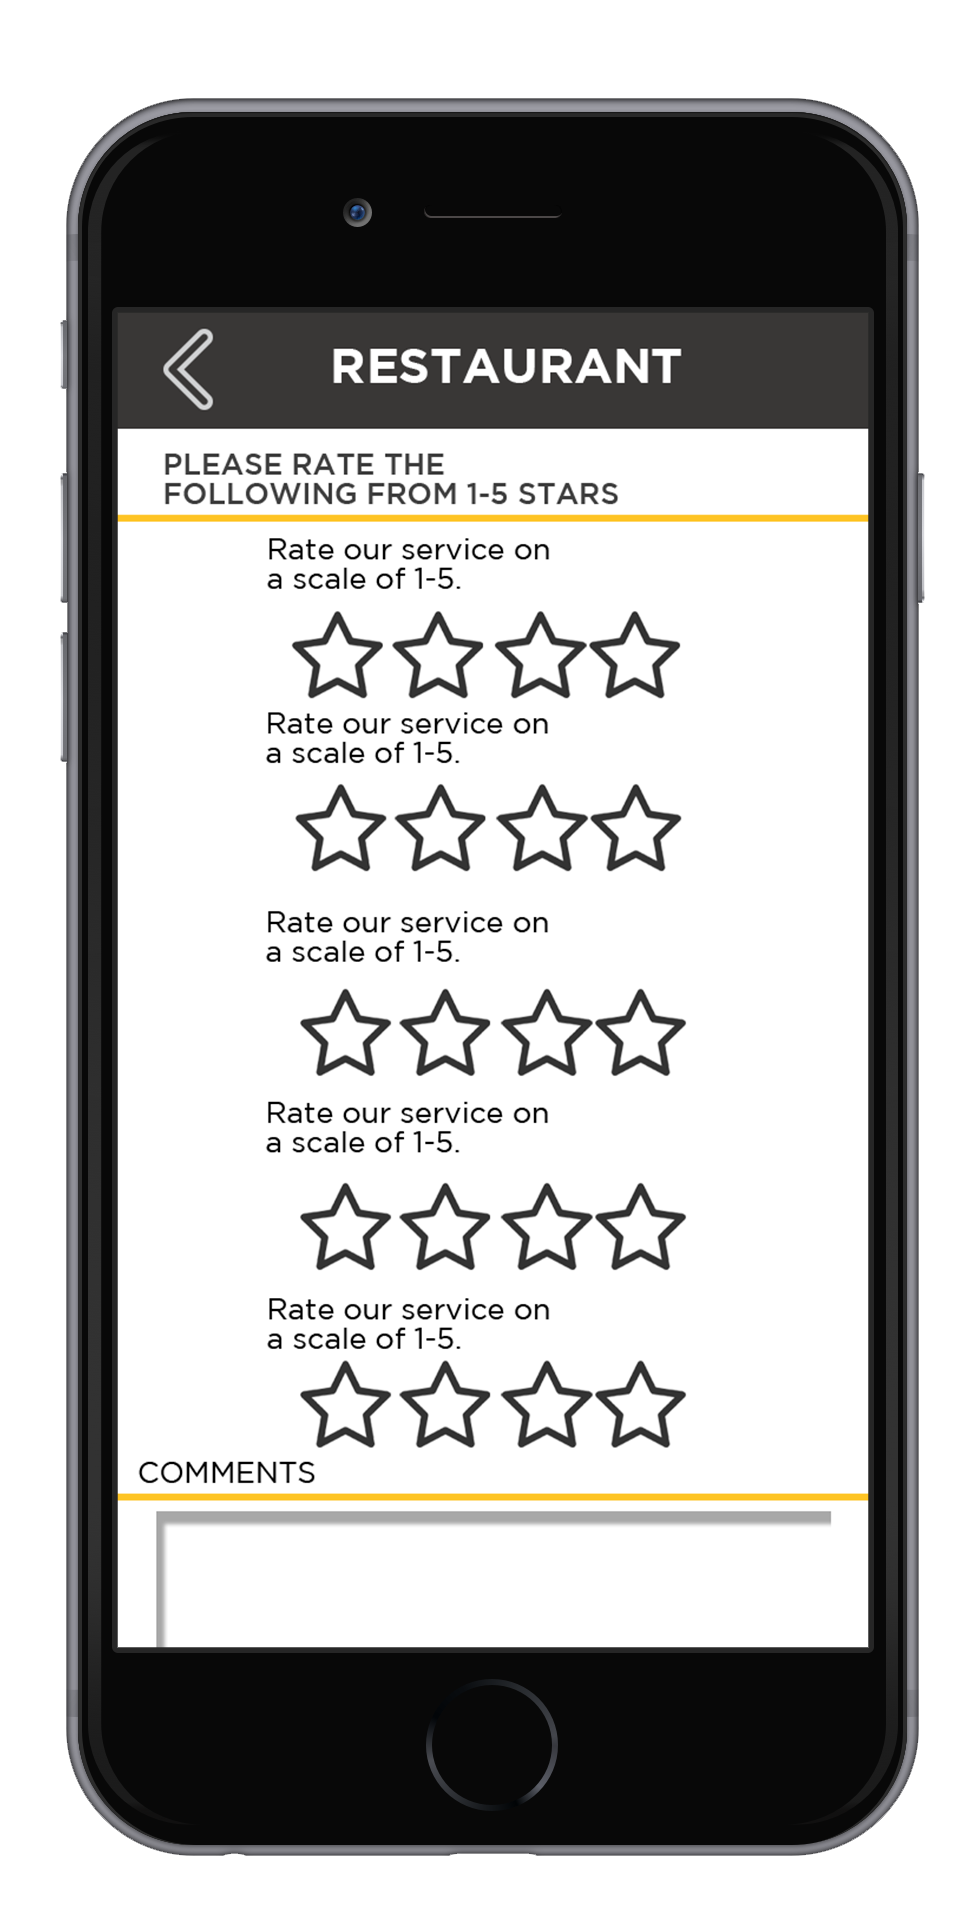 RESTAURANT
PLEASE RATE THE
FOLLOWING FROM 1-5 STARS
Rate our service on
a scale of 1-5.
Rate our service on
a scale of 1-5.
Rate our service on
a scale of 1-5.
Rate our service on
a scale of 1-5.
Rate our service on
a scale of 1-5.
COMMENTS